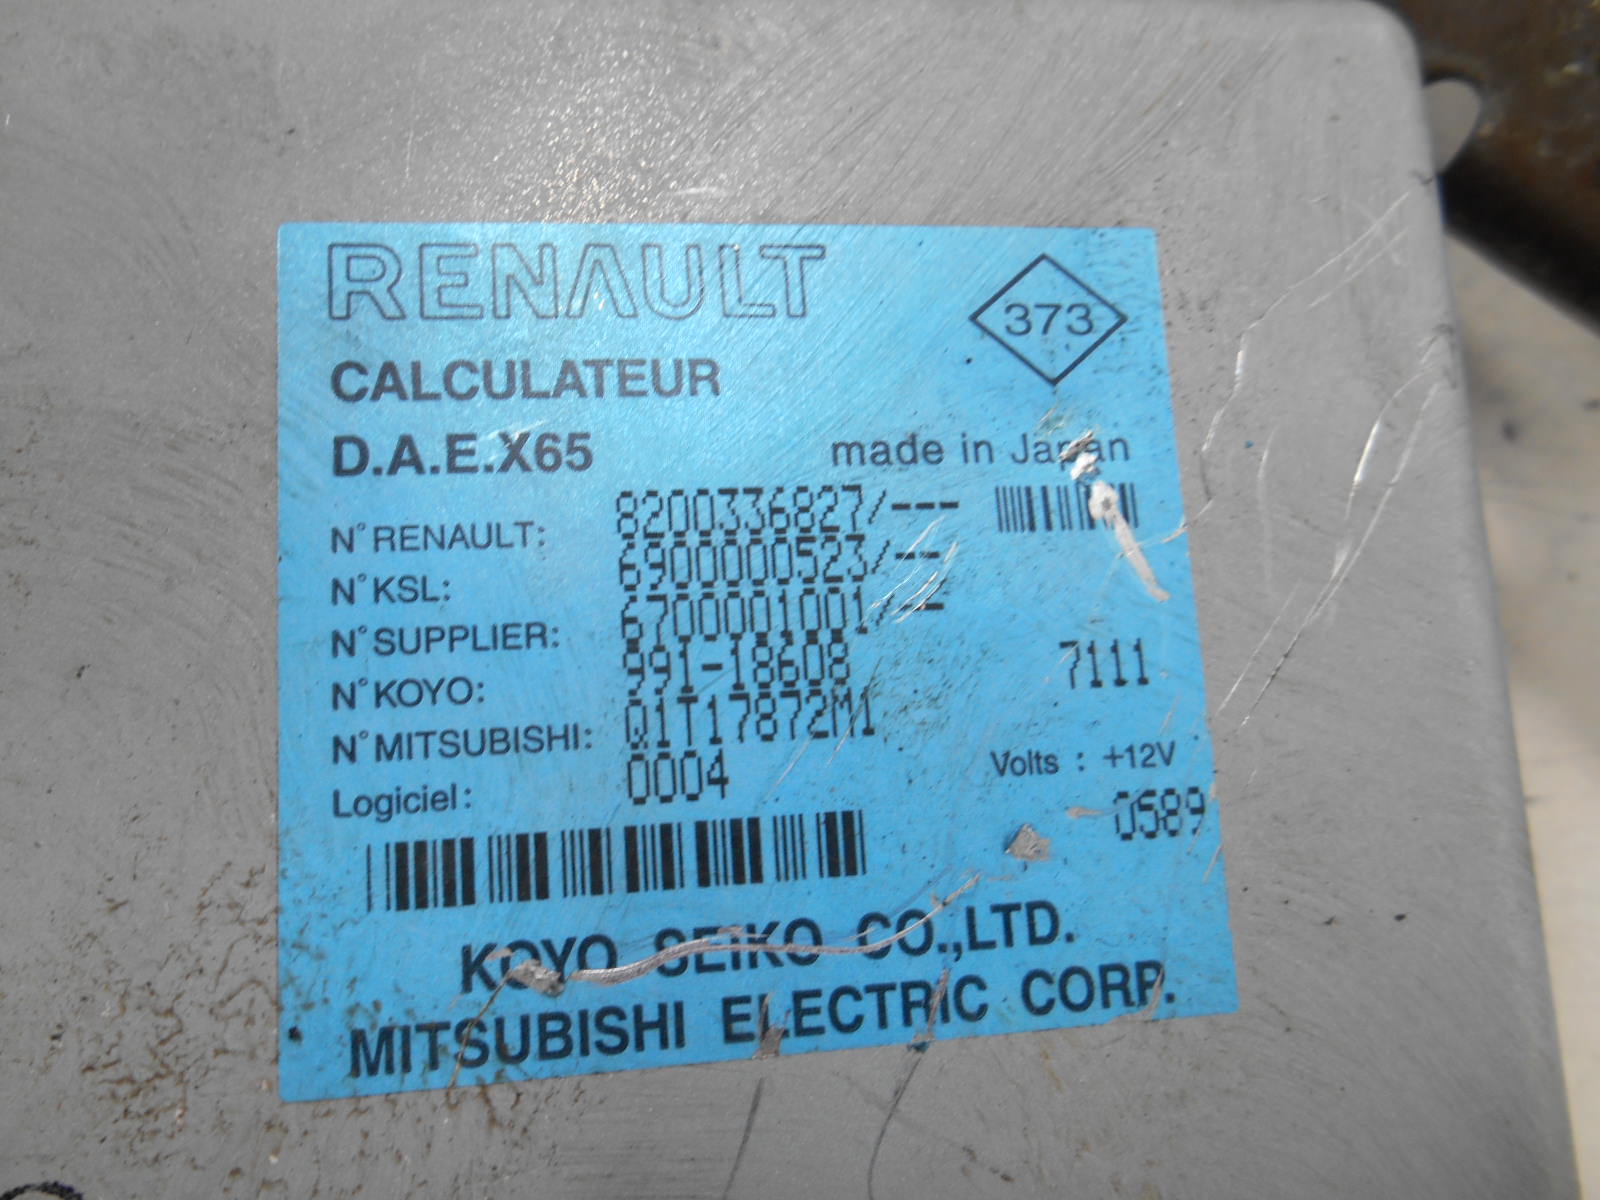 RENAULT
373
CALCULATEUR
D.A.E.X65
made in Japan
N° RENAULT: 8200336827/---
N° KSL: 6900000523/--
N° SUPPLIER: 6700001001/--
N° KOYO: 991-18608
7111
N° MITSUBISHI: Q1T17872M1
Logiciel: 0004
Volts : +12V
0589
KOYO SEIKO CO.,LTD.
MITSUBISHI ELECTRIC CORP.